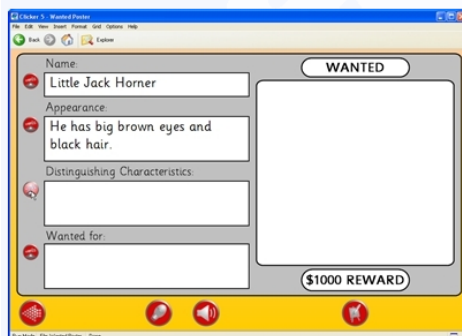 Clicker 5 - Wanted Poster
File Edit View Insert Format Grid Options Help
Back Explorer
Name:
Little Jack Horner
Appearance:
He has big brown eyes and
black hair.
Distinguishing Characteristics:
Wanted for:
WANTED
$1000 REWARD